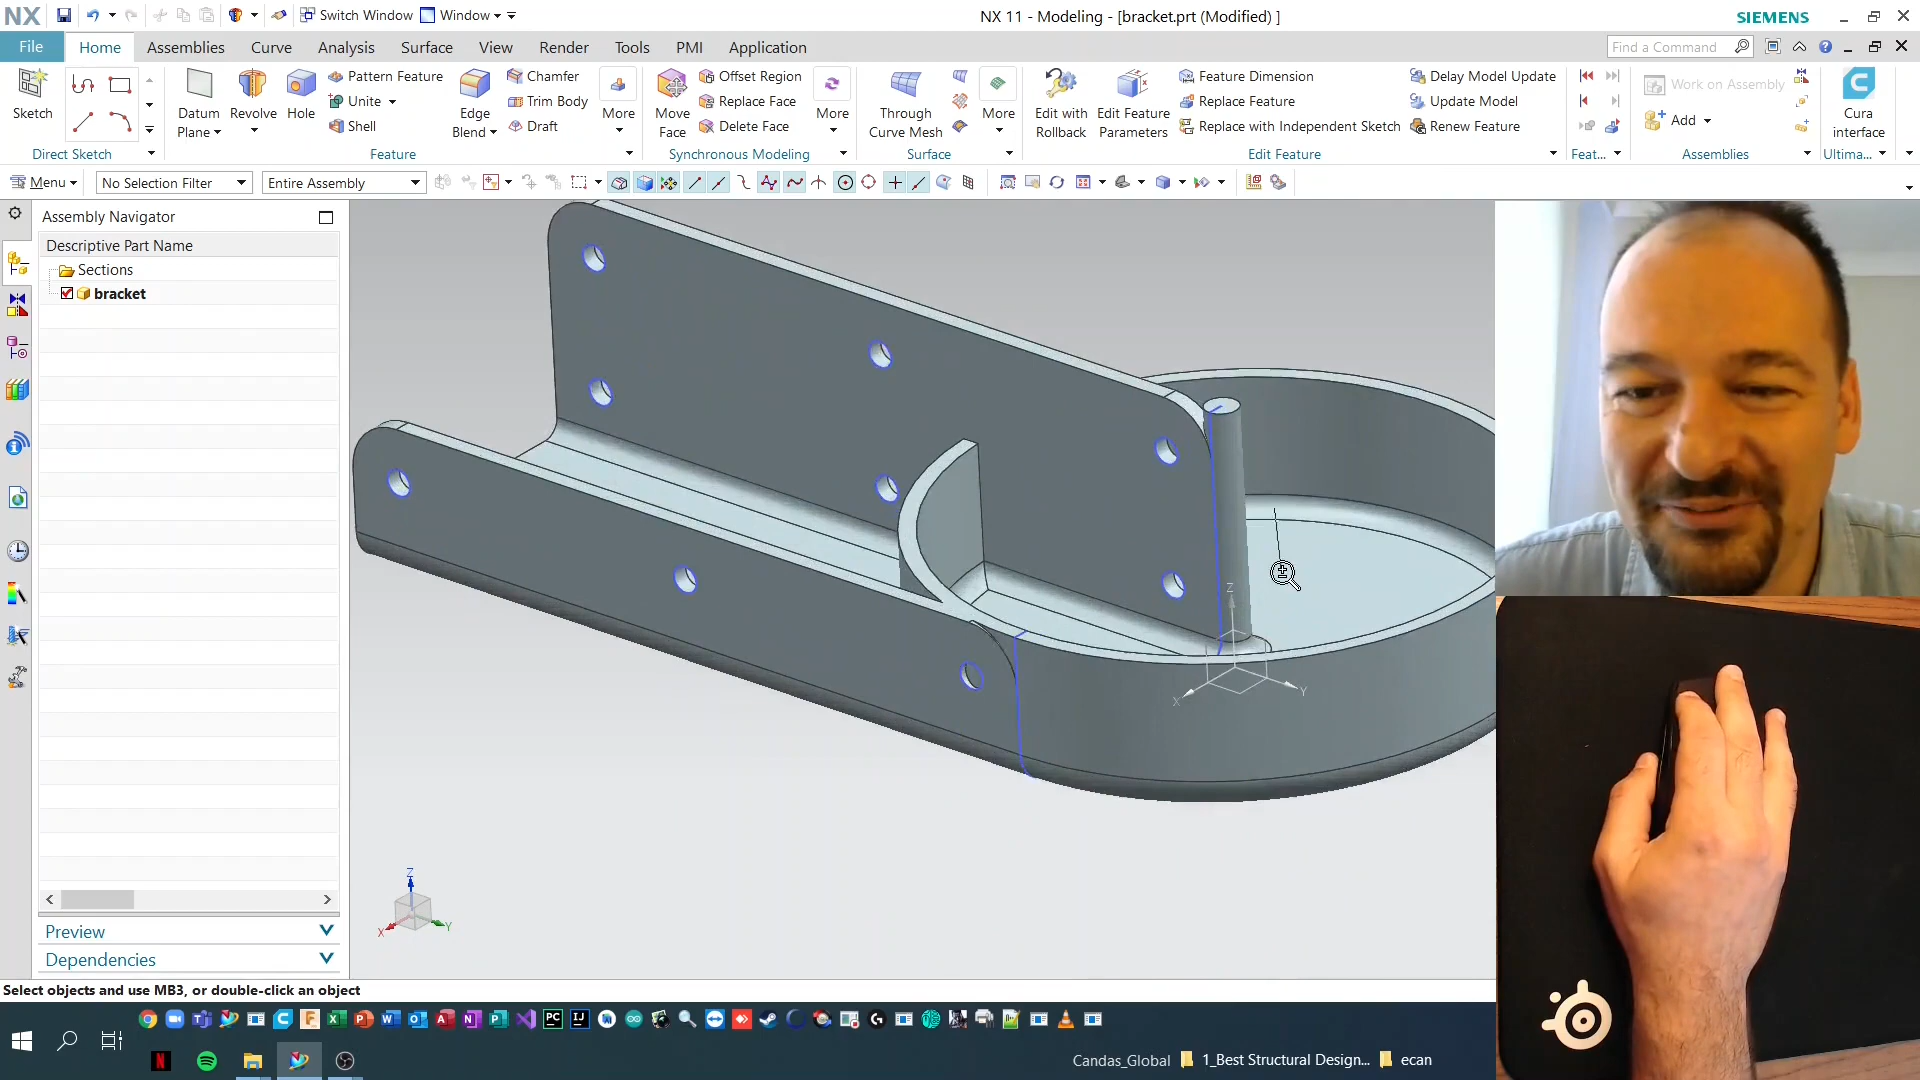 NX
Switch Window
Window
NX 11 - Modeling - [bracket.prt (Modified) ]
SIEMENS
File
Home
Assemblies
Curve
Analysis
Surface
View
Render
Tools
PMI
Application
Find a Command
Sketch
Direct Sketch
Datum
Plane
Revolve
Hole
Pattern Feature
Unite
Shell
Edge
Blend
Chamfer
Trim Body
Draft
More
Feature
Move
Face
Offset Region
Replace Face
Delete Face
More
Synchronous Modeling
Through
Curve Mesh
More
Surface
Edit with
Rollback
Edit Feature
Parameters
Feature Dimension
Replace Feature
Replace with Independent Sketch
Delay Model Update
Update Model
Renew Feature
Edit Feature
Feat...
Work on Assembly
Add
Assemblies
Cura
interface
Ultima...
Menu
No Selection Filter
Entire Assembly
Assembly Navigator
Descriptive Part Name
Sections
bracket
Z
X
Y
Z
X
Y
Preview
Dependencies
Select objects and use MB3, or double-click an object
PC
IJ
Candas_Global
1_Best Structural Design...
ecan